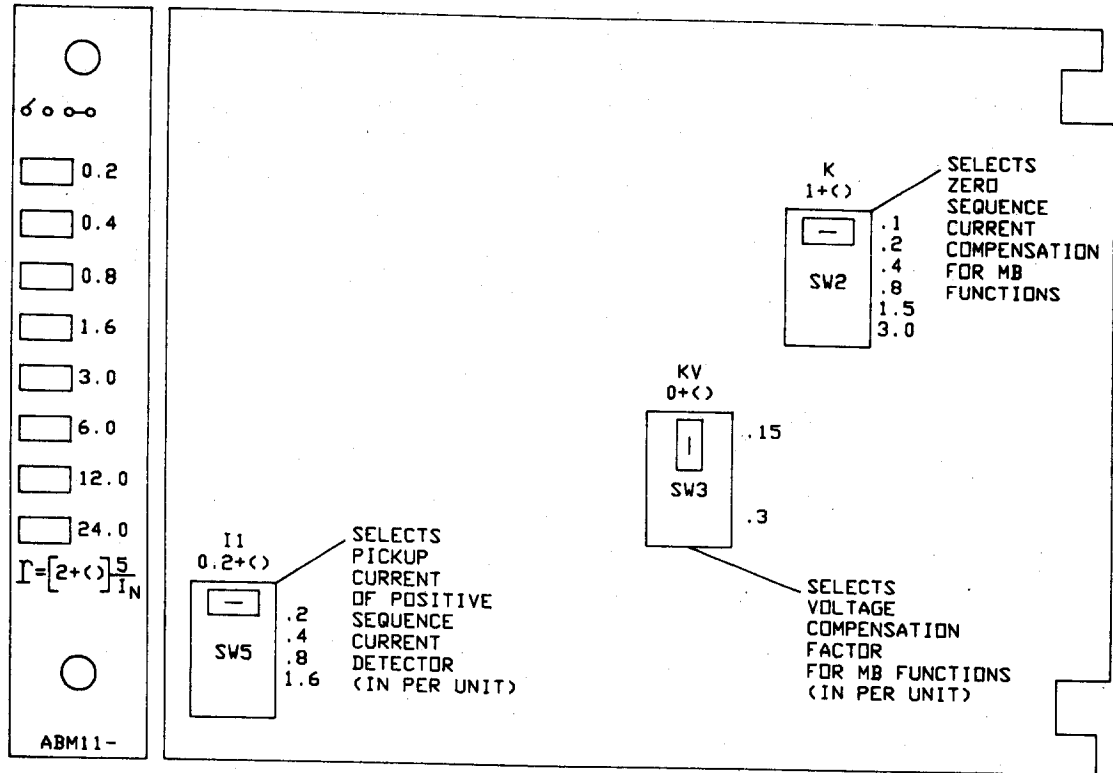 0.2
0.4
0.8
1.6
3.0
6.0
12.0
24.0
Γ=[2+()]5/I_N
ABM11-
K
1+()
SW2
.1
.2
.4
.8
1.5
3.0
SELECTS
ZERO
SEQUENCE
CURRENT
COMPENSATION
FOR MB
FUNCTIONS
KV
0+()
SW3
.15
.3
SELECTS
VOLTAGE
COMPENSATION
FACTOR
FOR MB FUNCTIONS
(IN PER UNIT)
I1
0.2+()
SW5
.2
.4
.8
1.6
SELECTS
PICKUP
CURRENT
OF POSITIVE
SEQUENCE
CURRENT
DETECTOR
(IN PER UNIT)